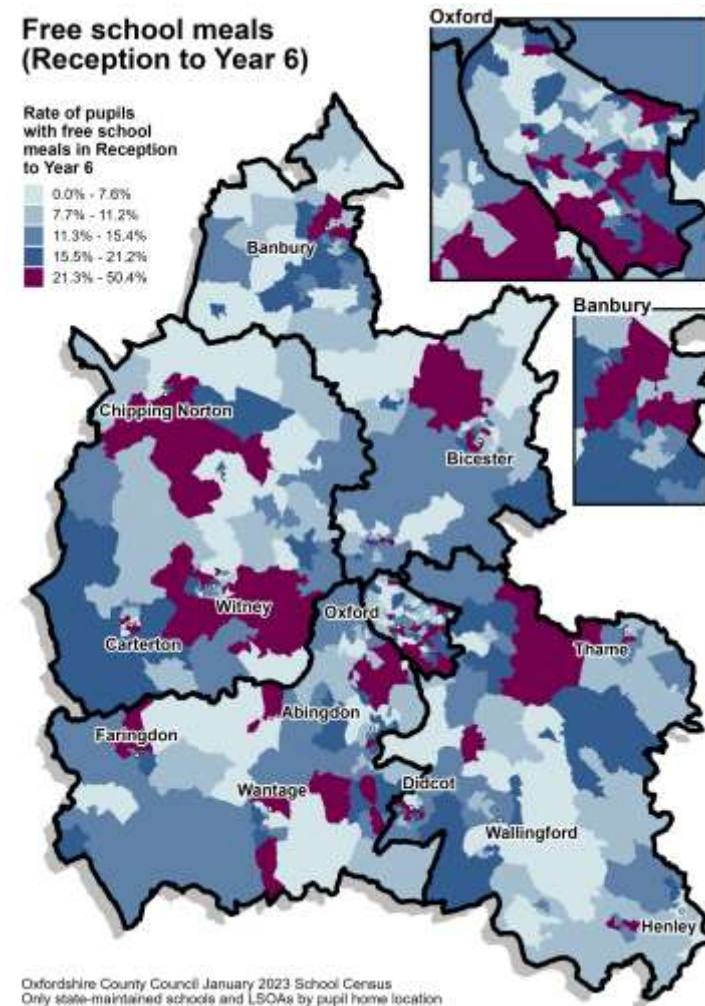 Free school meals
(Reception to Year 6)
Rate of pupils
with free school
meals in Reception
to Year 6
0.0% - 7.6%
7.7% - 11.2%
11.3% - 15.4%
15.5% - 21.2%
21.3% - 50.4%
Oxford
Banbury
Banbury
Chipping Norton
Bicester
Witney
Oxford
Carterton
Thame
Abingdon
Faringdon
Wantage
Didcot
Wallingford
Henley
Oxfordshire County Council January 2023 School Census
Only state-maintained schools and LSOAs by pupil home location